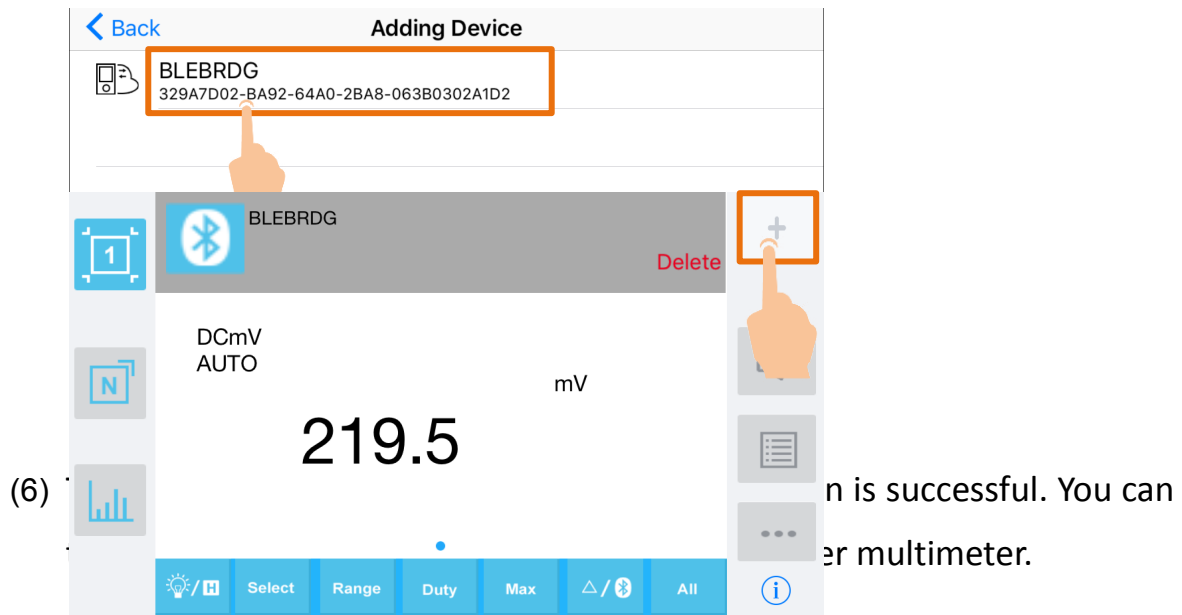 Back
Adding Device
BLEBRDG
329A7D02-BA92-64A0-2BA8-063B0302A1D2
BLEBRDG
+
1
Delete
DCmV
AUTO
mV
N
219.5
(6) n is successful. You can
er multimeter.
/H Select Range Duty Max △/ All i